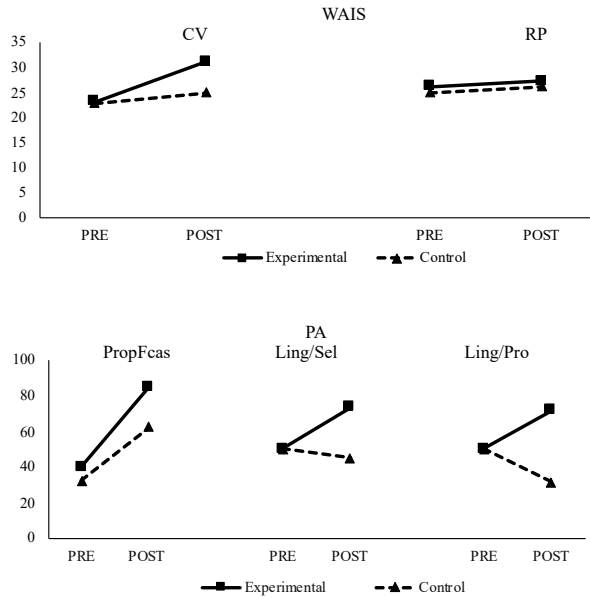 WAIS
CV RP
35
30
25
20
15
10
5
0
PRE POST PRE POST
Experimental Control
PA
PropFcas Ling/Sel Ling/Pro
100
80
60
40
20
0
PRE POST PRE POST PRE POST
Experimental Control